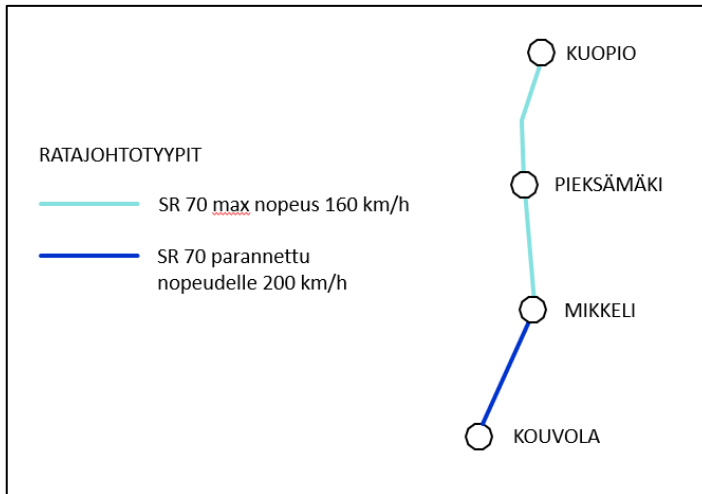 KUOPIO
RATAJOHTOTYYPIT
PIEKSÄMÄKI
SR 70 max nopeus 160 km/h
SR 70 parannettu
nopeudelle 200 km/h
MIKKELI
KOUVOLA